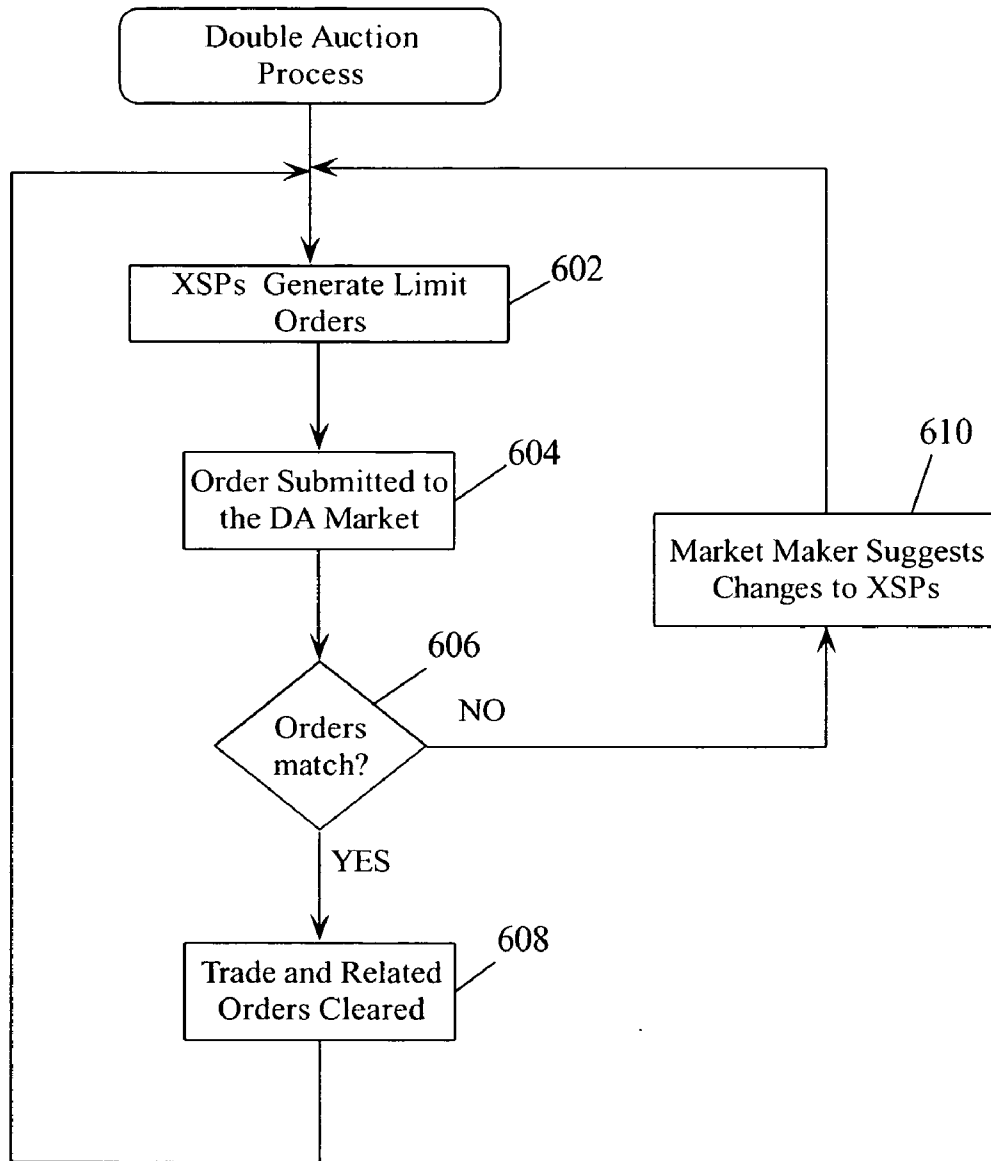 Double Auction
Process
XSPs Generate Limit
Orders
602
Order Submitted to
the DA Market
604
610
Market Maker Suggests
Changes to XSPs
606
Orders
match?
NO
YES
608
Trade and Related
Orders Cleared